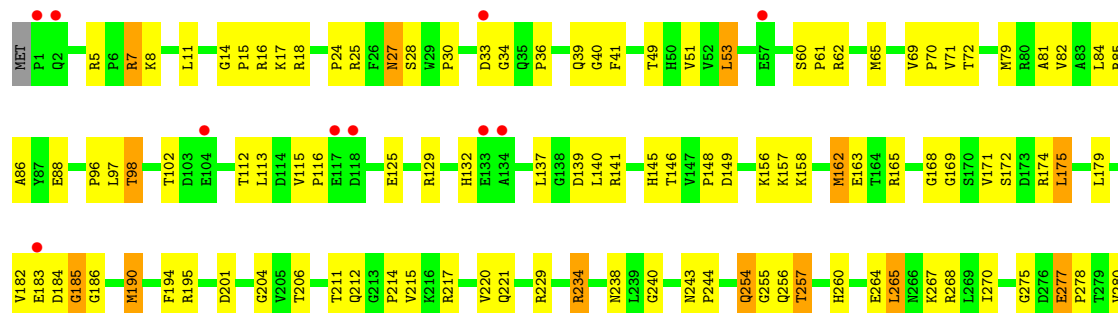 MET P1 Q2 R5 P6 R7 K8 L11 G14 P15 R16 K17 R18 P24 R25 F26 N27 S28 W29 P30 D33 G34 Q35 P36 Q39 G40 F41 T49 H50 V51 V52 L53 E57 S60 P61 R62 M65 V69 P70 V71 T72 M79 R80 A81 V82 A83 L84 R85
A86 Y87 E88 P96 L97 T98 T102 D103 E104 T112 L113 D114 V115 P116 E117 D118 E125 R129 H132 E133 A134 L137 G138 D139 L140 R141 H145 T146 V147 P148 D149 K156 K157 K158 M162 E163 T164 R165 G168 G169 S170 V171 S172 D173 R174 L175 L179
V182 E183 D184 G185 G186 M190 F194 R195 D201 G204 V205 T206 T211 Q212 G213 P214 V215 K216 R217 V220 Q221 R229 R234 N238 L239 G240 N243 P244 Q254 G255 Q256 T257 H260 E264 L265 N266 K267 R268 L269 I270 G275 D276 E277 P278 T279 V280